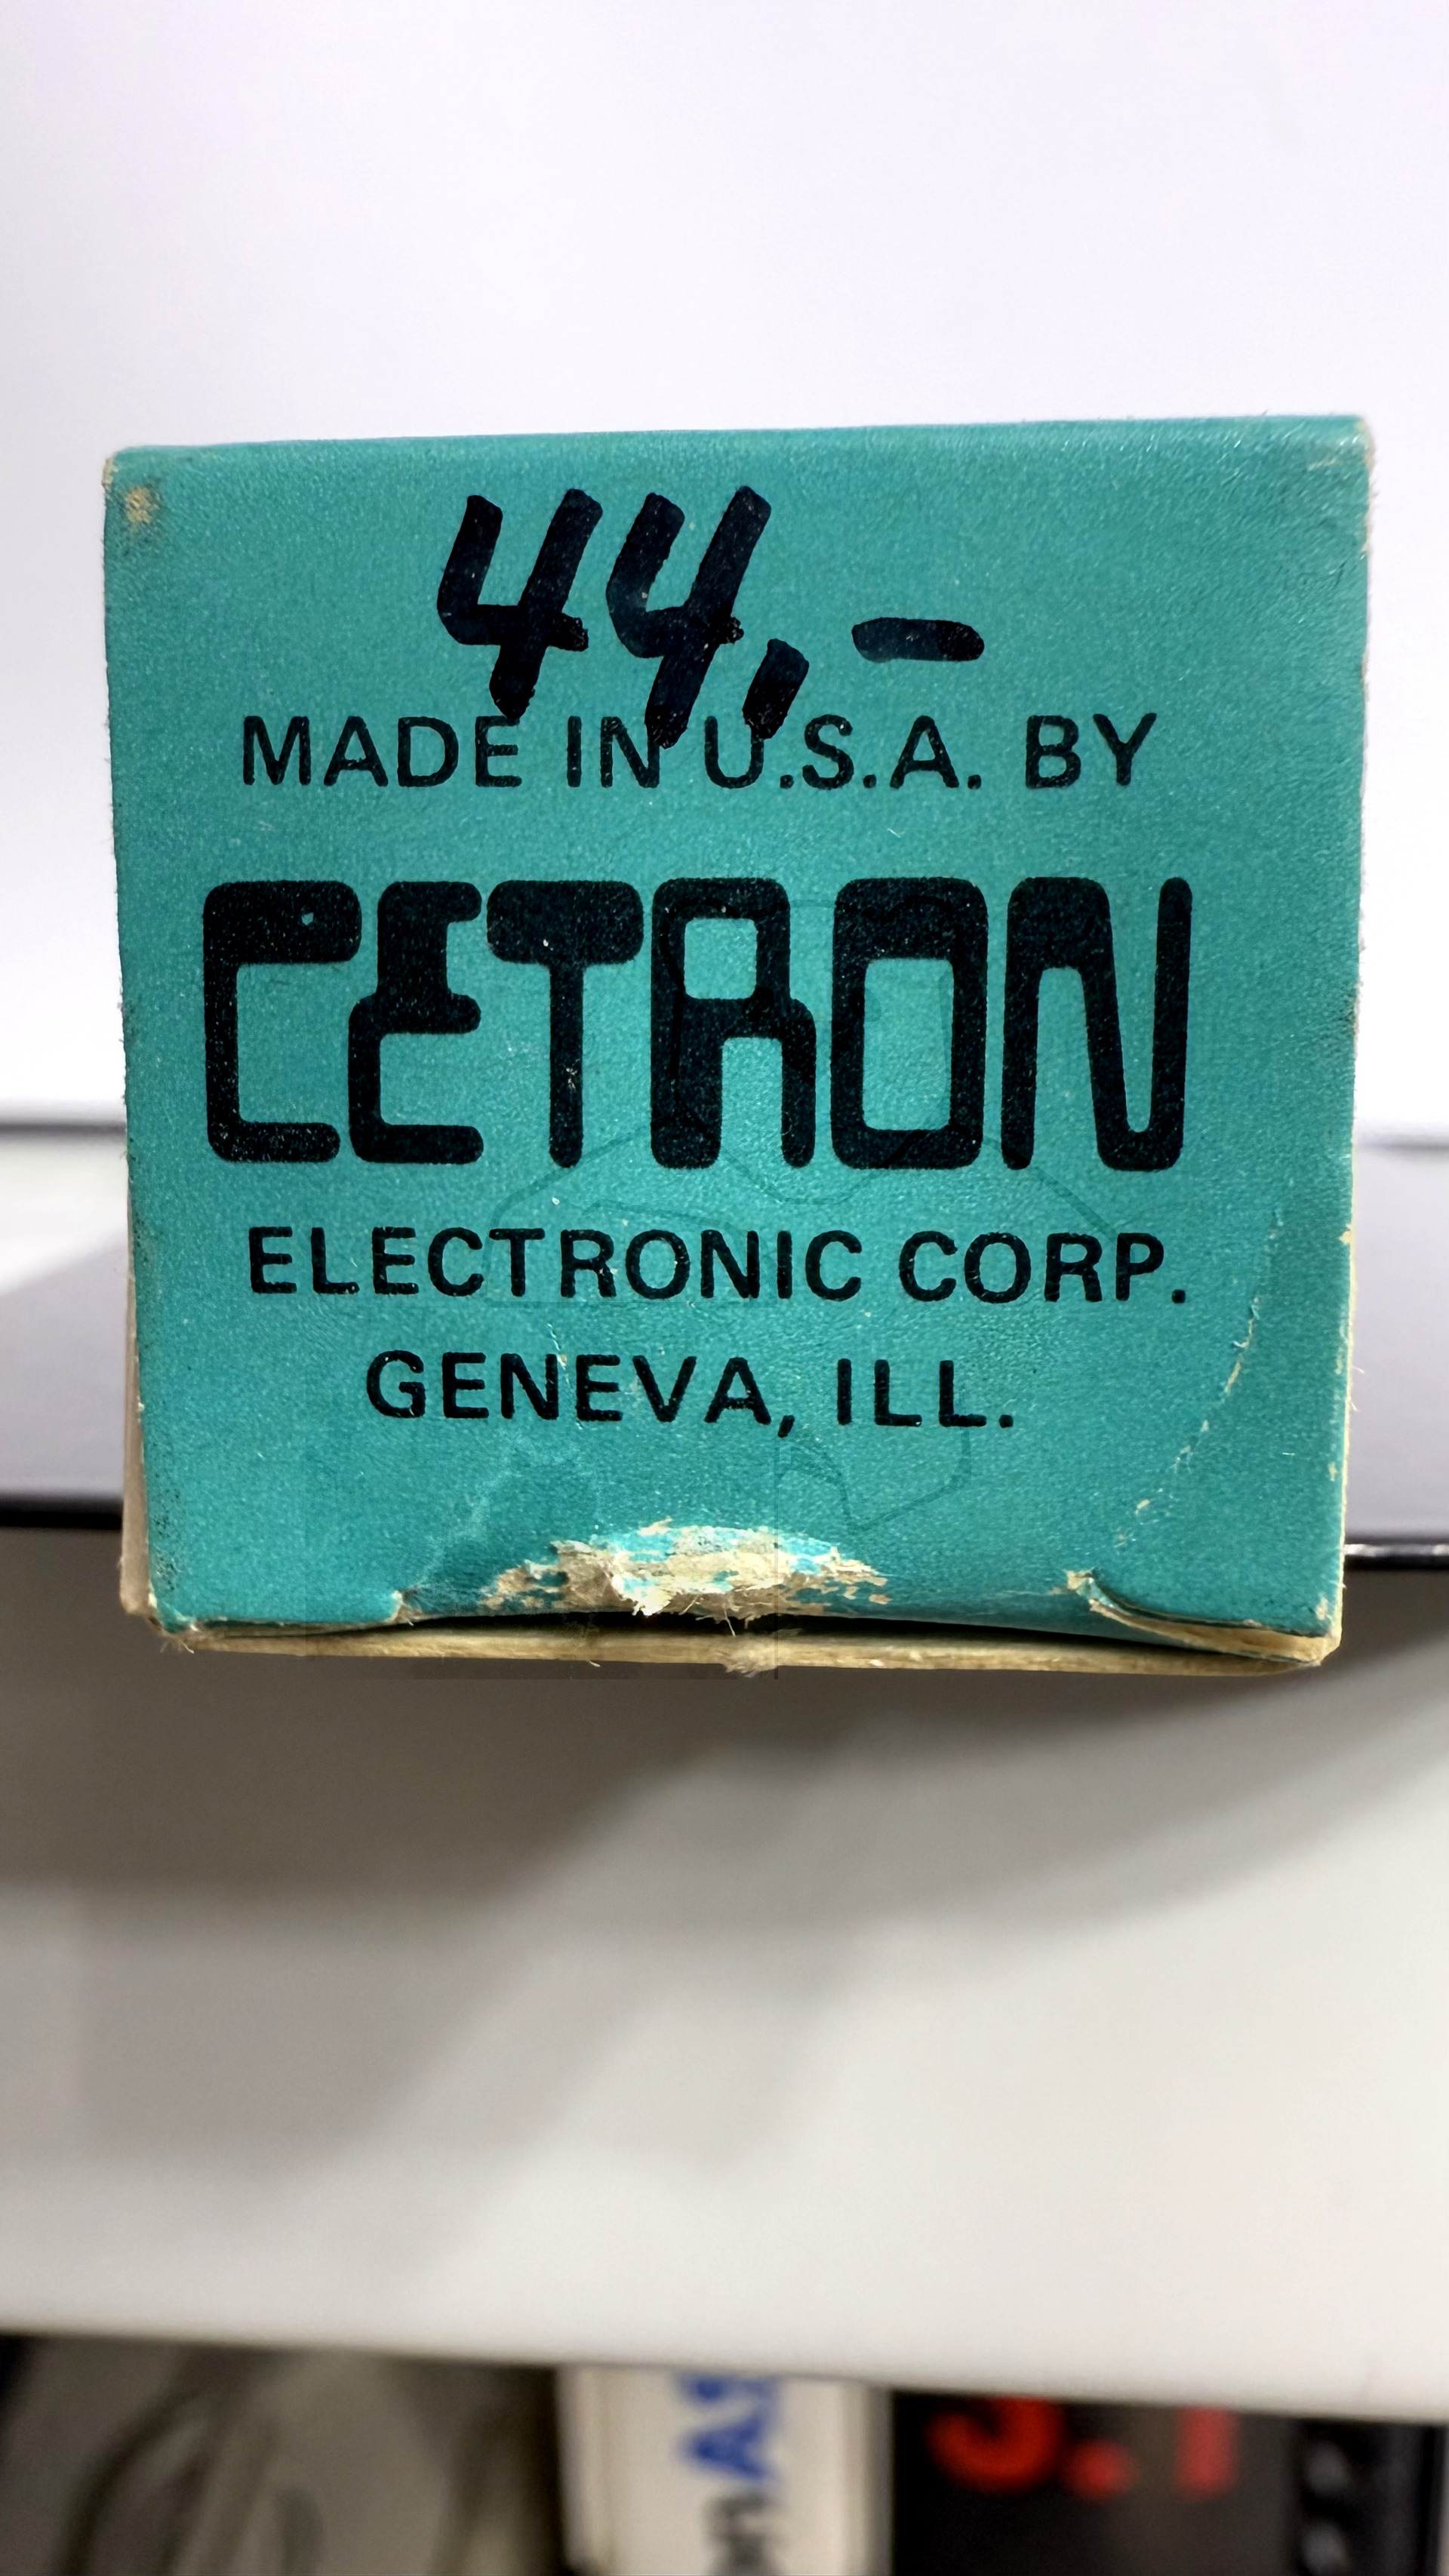 44,-
MADE IN U.S.A. BY
CETRON
ELECTRONIC CORP.
GENEVA, ILL.